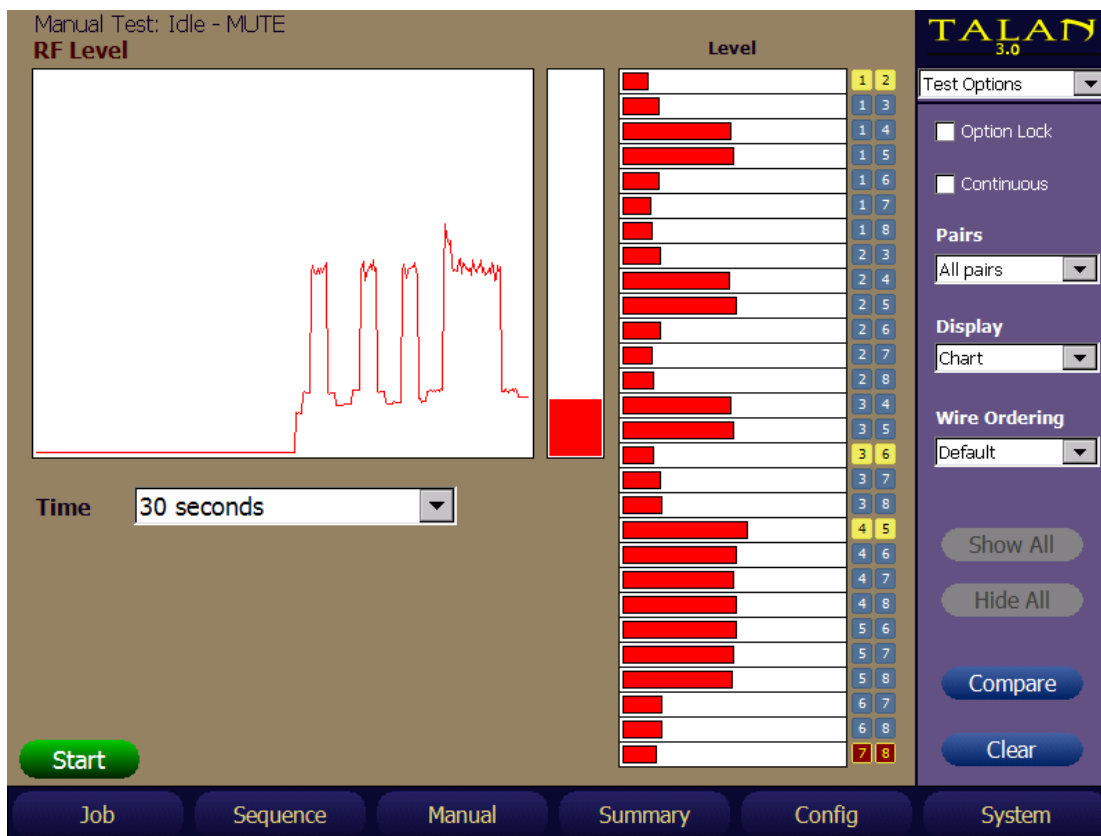 Manual Test: Idle - MUTE
RF Level
Level
TALAN
3.0
Test Options
1 2
1 3
1 4
1 5
1 6
1 7
1 8
2 3
2 4
2 5
2 6
2 7
2 8
3 4
3 5
3 6
3 7
3 8
4 5
4 6
4 7
4 8
5 6
5 7
5 8
6 7
6 8
7 8
Option Lock
Continuous
Pairs
All pairs
Display
Chart
Wire Ordering
Default
Show All
Hide All
Compare
Clear
Time 30 seconds
Start
Job Sequence Manual Summary Config System